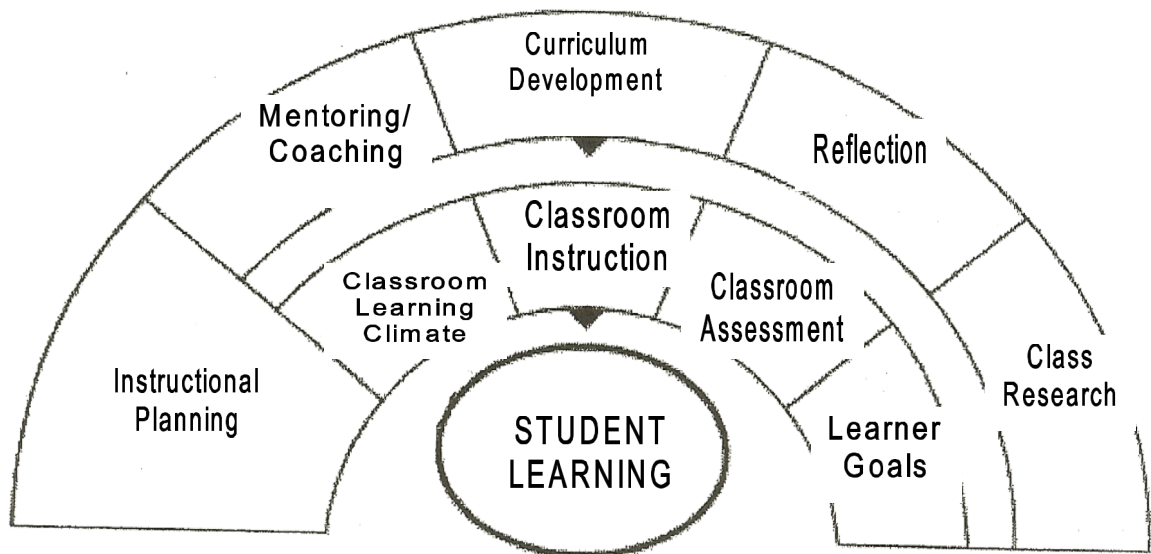 Curriculum
Development
Mentoring/
Coaching
Reflection
Classroom
Instruction
Classroom
Learning
Climate
Classroom
Assessment
Instructional
Planning
Class
Research
Learner
Goals
STUDENT
LEARNING